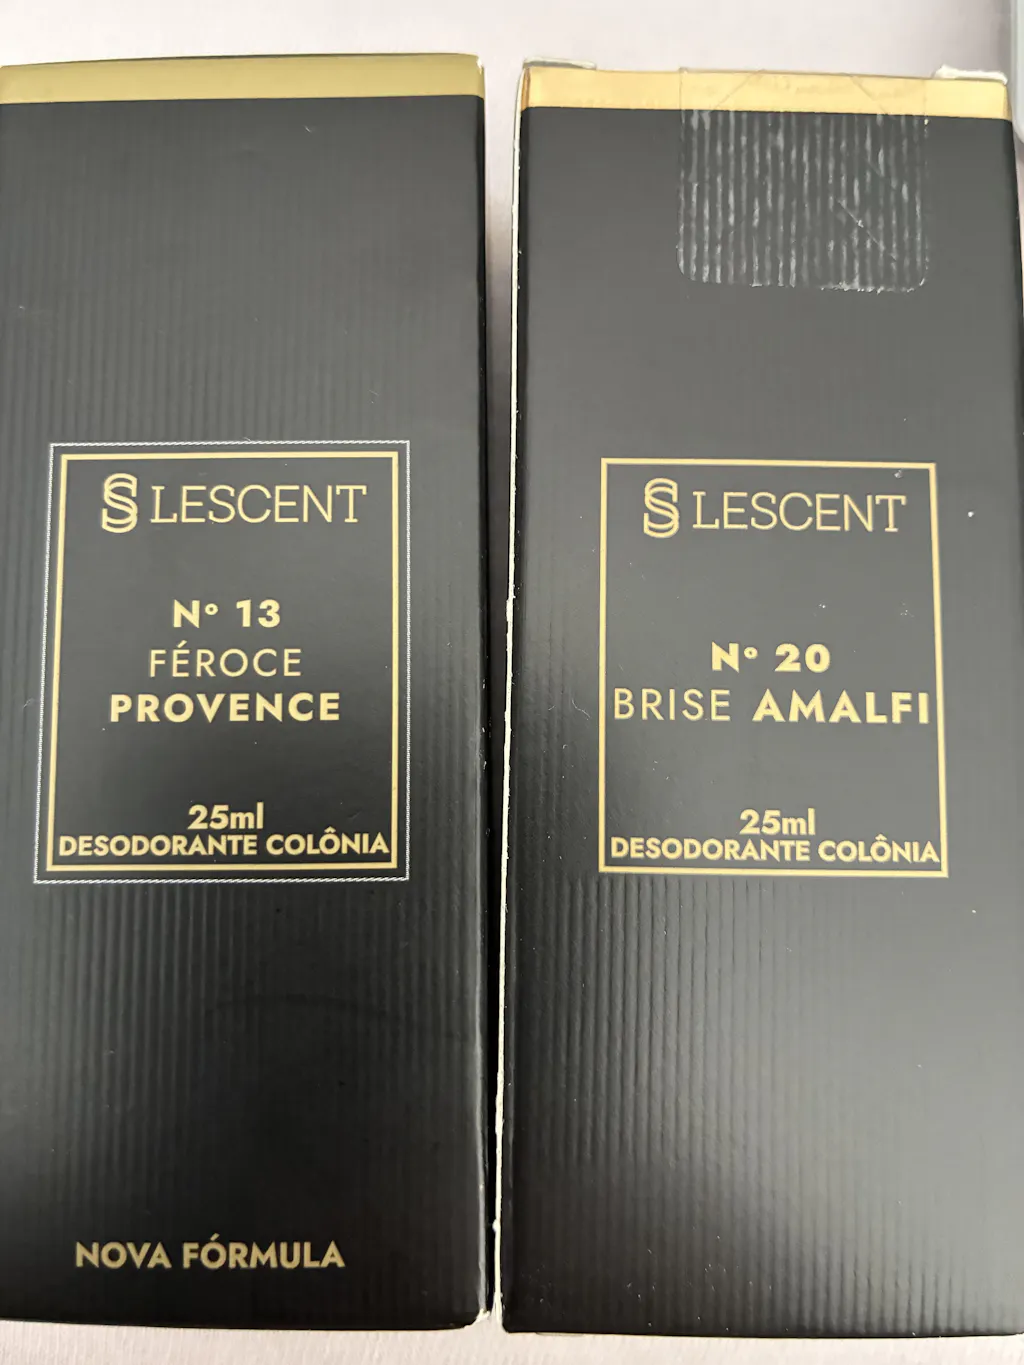 LESCENT
Nº 13
FÉROCE
PROVENCE
25ml
DESODORANTE COLÔNIA
NOVA FÓRMULA
LESCENT
Nº 20
BRISE AMALFI
25ml
DESODORANTE COLÔNIA